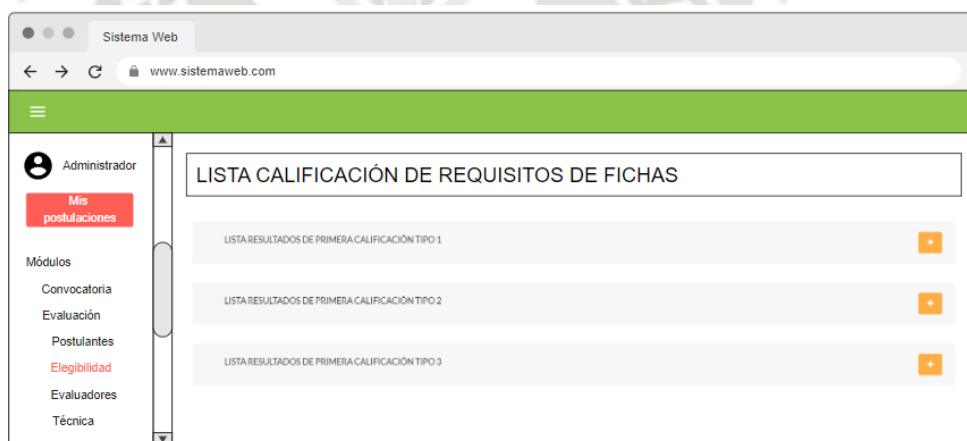 Sistema Web
www.sistemaweb.com
Administrador
Mis
postulaciones
Módulos
Convocatoria
Evaluación
Postulantes
Elegibilidad
Evaluadores
Técnica
LISTA CALIFICACIÓN DE REQUISITOS DE FICHAS
LISTA RESULTADOS DE PRIMERA CALIFICACIÓN TIPO 1
LISTA RESULTADOS DE PRIMERA CALIFICACIÓN TIPO 2
LISTA RESULTADOS DE PRIMERA CALIFICACIÓN TIPO 3